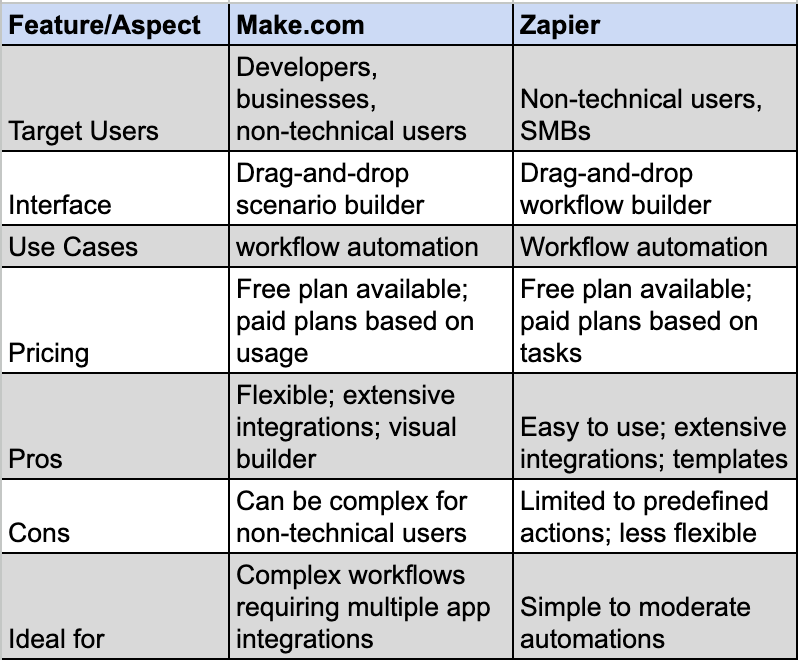 Feature/Aspect
Make.com
Zapier
Target Users
Developers,
businesses,
non-technical users
Non-technical users,
SMBs
Interface
Drag-and-drop
scenario builder
Drag-and-drop
workflow builder
Use Cases
workflow automation
Workflow automation
Pricing
Free plan available;
paid plans based on
usage
Free plan available;
paid plans based on
tasks
Pros
Flexible; extensive
integrations; visual
builder
Easy to use; extensive
integrations; templates
Cons
Can be complex for
non-technical users
Limited to predefined
actions; less flexible
Ideal for
Complex workflows
requiring multiple app
integrations
Simple to moderate
automations